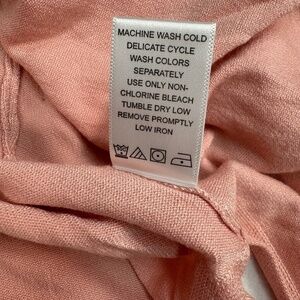 MACHINE WASH COLD
DELICATE CYCLE
WASH COLORS
SEPARATELY
USE ONLY NON-
CHLORINE BLEACH
TUMBLE DRY LOW
REMOVE PROMPTLY
LOW IRON